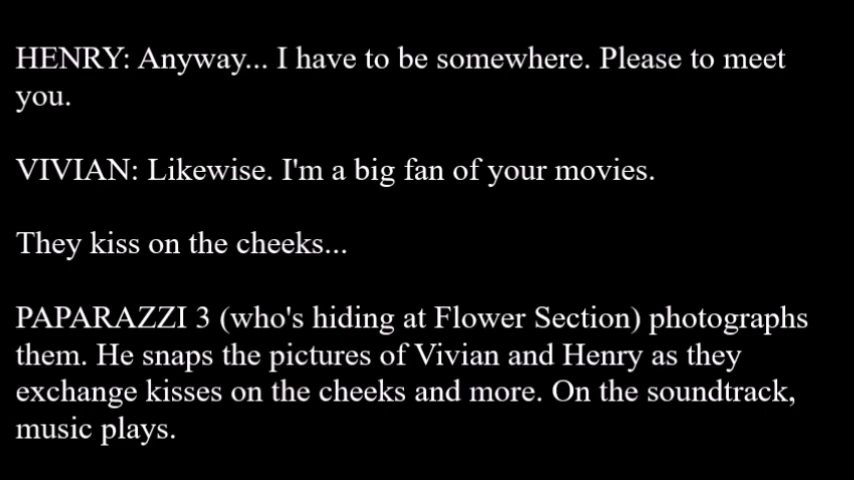 HENRY: Anyway... I have to be somewhere. Please to meet
you.
VIVIAN: Likewise. I'm a big fan of your movies.
They kiss on the cheeks...
PAPARAZZI 3 (who's hiding at Flower Section) photographs
them. He snaps the pictures of Vivian and Henry as they
exchange kisses on the cheeks and more. On the soundtrack,
music plays.